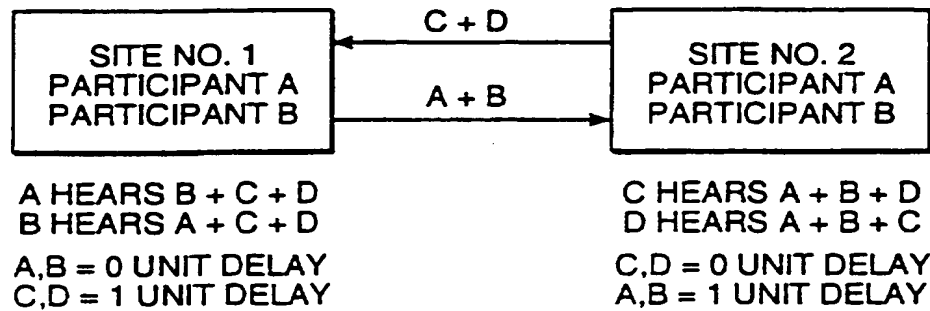 SITE NO. 1
PARTICIPANT A
PARTICIPANT B
C + D
A + B
SITE NO. 2
PARTICIPANT A
PARTICIPANT B
A HEARS B + C + D
B HEARS A + C + D
A,B = 0 UNIT DELAY
C,D = 1 UNIT DELAY
C HEARS A + B + D
D HEARS A + B + C
C,D = 0 UNIT DELAY
A,B = 1 UNIT DELAY